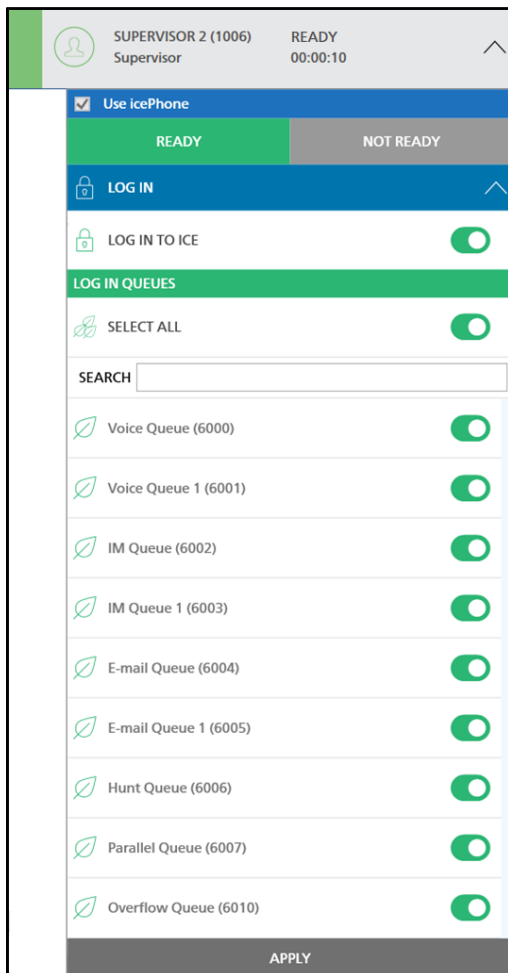 SUPERVISOR 2 (1006) READY
Supervisor 00:00:10
Use icePhone
READY NOT READY
LOG IN
LOG IN TO ICE
LOG IN QUEUES
SELECT ALL
SEARCH
Voice Queue (6000)
Voice Queue 1 (6001)
IM Queue (6002)
IM Queue 1 (6003)
E-mail Queue (6004)
E-mail Queue 1 (6005)
Hunt Queue (6006)
Parallel Queue (6007)
Overflow Queue (6010)
APPLY